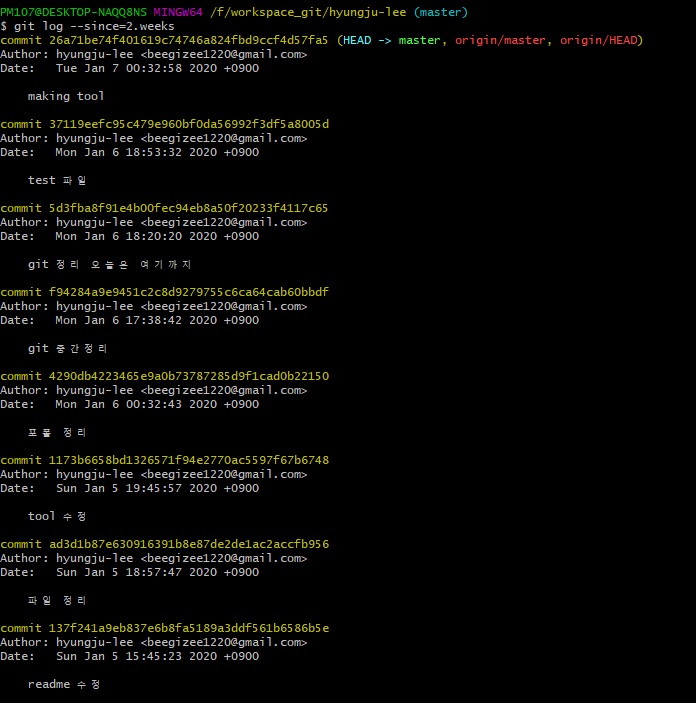 PM107@DESKTOP-NAQQ8NS MINGW64 /f/workspace_git/hyungju-lee (master)
$ git log --since=2.weeks
commit 26a71be74f401619c74746a824fbd9ccf4d57fa5 (HEAD -> master, origin/master, origin/HEAD)
Author: hyungju-lee <beegizee1220@gmail.com>
Date:   Tue Jan 7 00:32:58 2020 +0900
making tool
commit 37119eefc95c479e960bf0da56992f3df5a8005d
Author: hyungju-lee <beegizee1220@gmail.com>
Date:   Mon Jan 6 18:53:32 2020 +0900
test 파일
commit 5d3fba8f91e4b00fec94eb8a50f20233f4117c65
Author: hyungju-lee <beegizee1220@gmail.com>
Date:   Mon Jan 6 18:20:20 2020 +0900
git 정리 오늘은 여기까지
commit f94284a9e9451c2c8d9279755c6ca64cab60bbdf
Author: hyungju-lee <beegizee1220@gmail.com>
Date:   Mon Jan 6 17:38:42 2020 +0900
git 중간정리
commit 4290db4223465e9a0b73787285d9f1cad0b22150
Author: hyungju-lee <beegizee1220@gmail.com>
Date:   Mon Jan 6 00:32:43 2020 +0900
포폴 정리
commit 1173b6658bd1326571f94e2770ac5597f67b6748
Author: hyungju-lee <beegizee1220@gmail.com>
Date:   Sun Jan 5 19:45:57 2020 +0900
tool 수정
commit ad3d1b87e630916391b8e87de2de1ac2accfb956
Author: hyungju-lee <beegizee1220@gmail.com>
Date:   Sun Jan 5 18:57:47 2020 +0900
파일 정리
commit 137f241a9eb837e6b8fa5189a3ddf561b6586b5e
Author: hyungju-lee <beegizee1220@gmail.com>
Date:   Sun Jan 5 15:45:23 2020 +0900
readme 수정